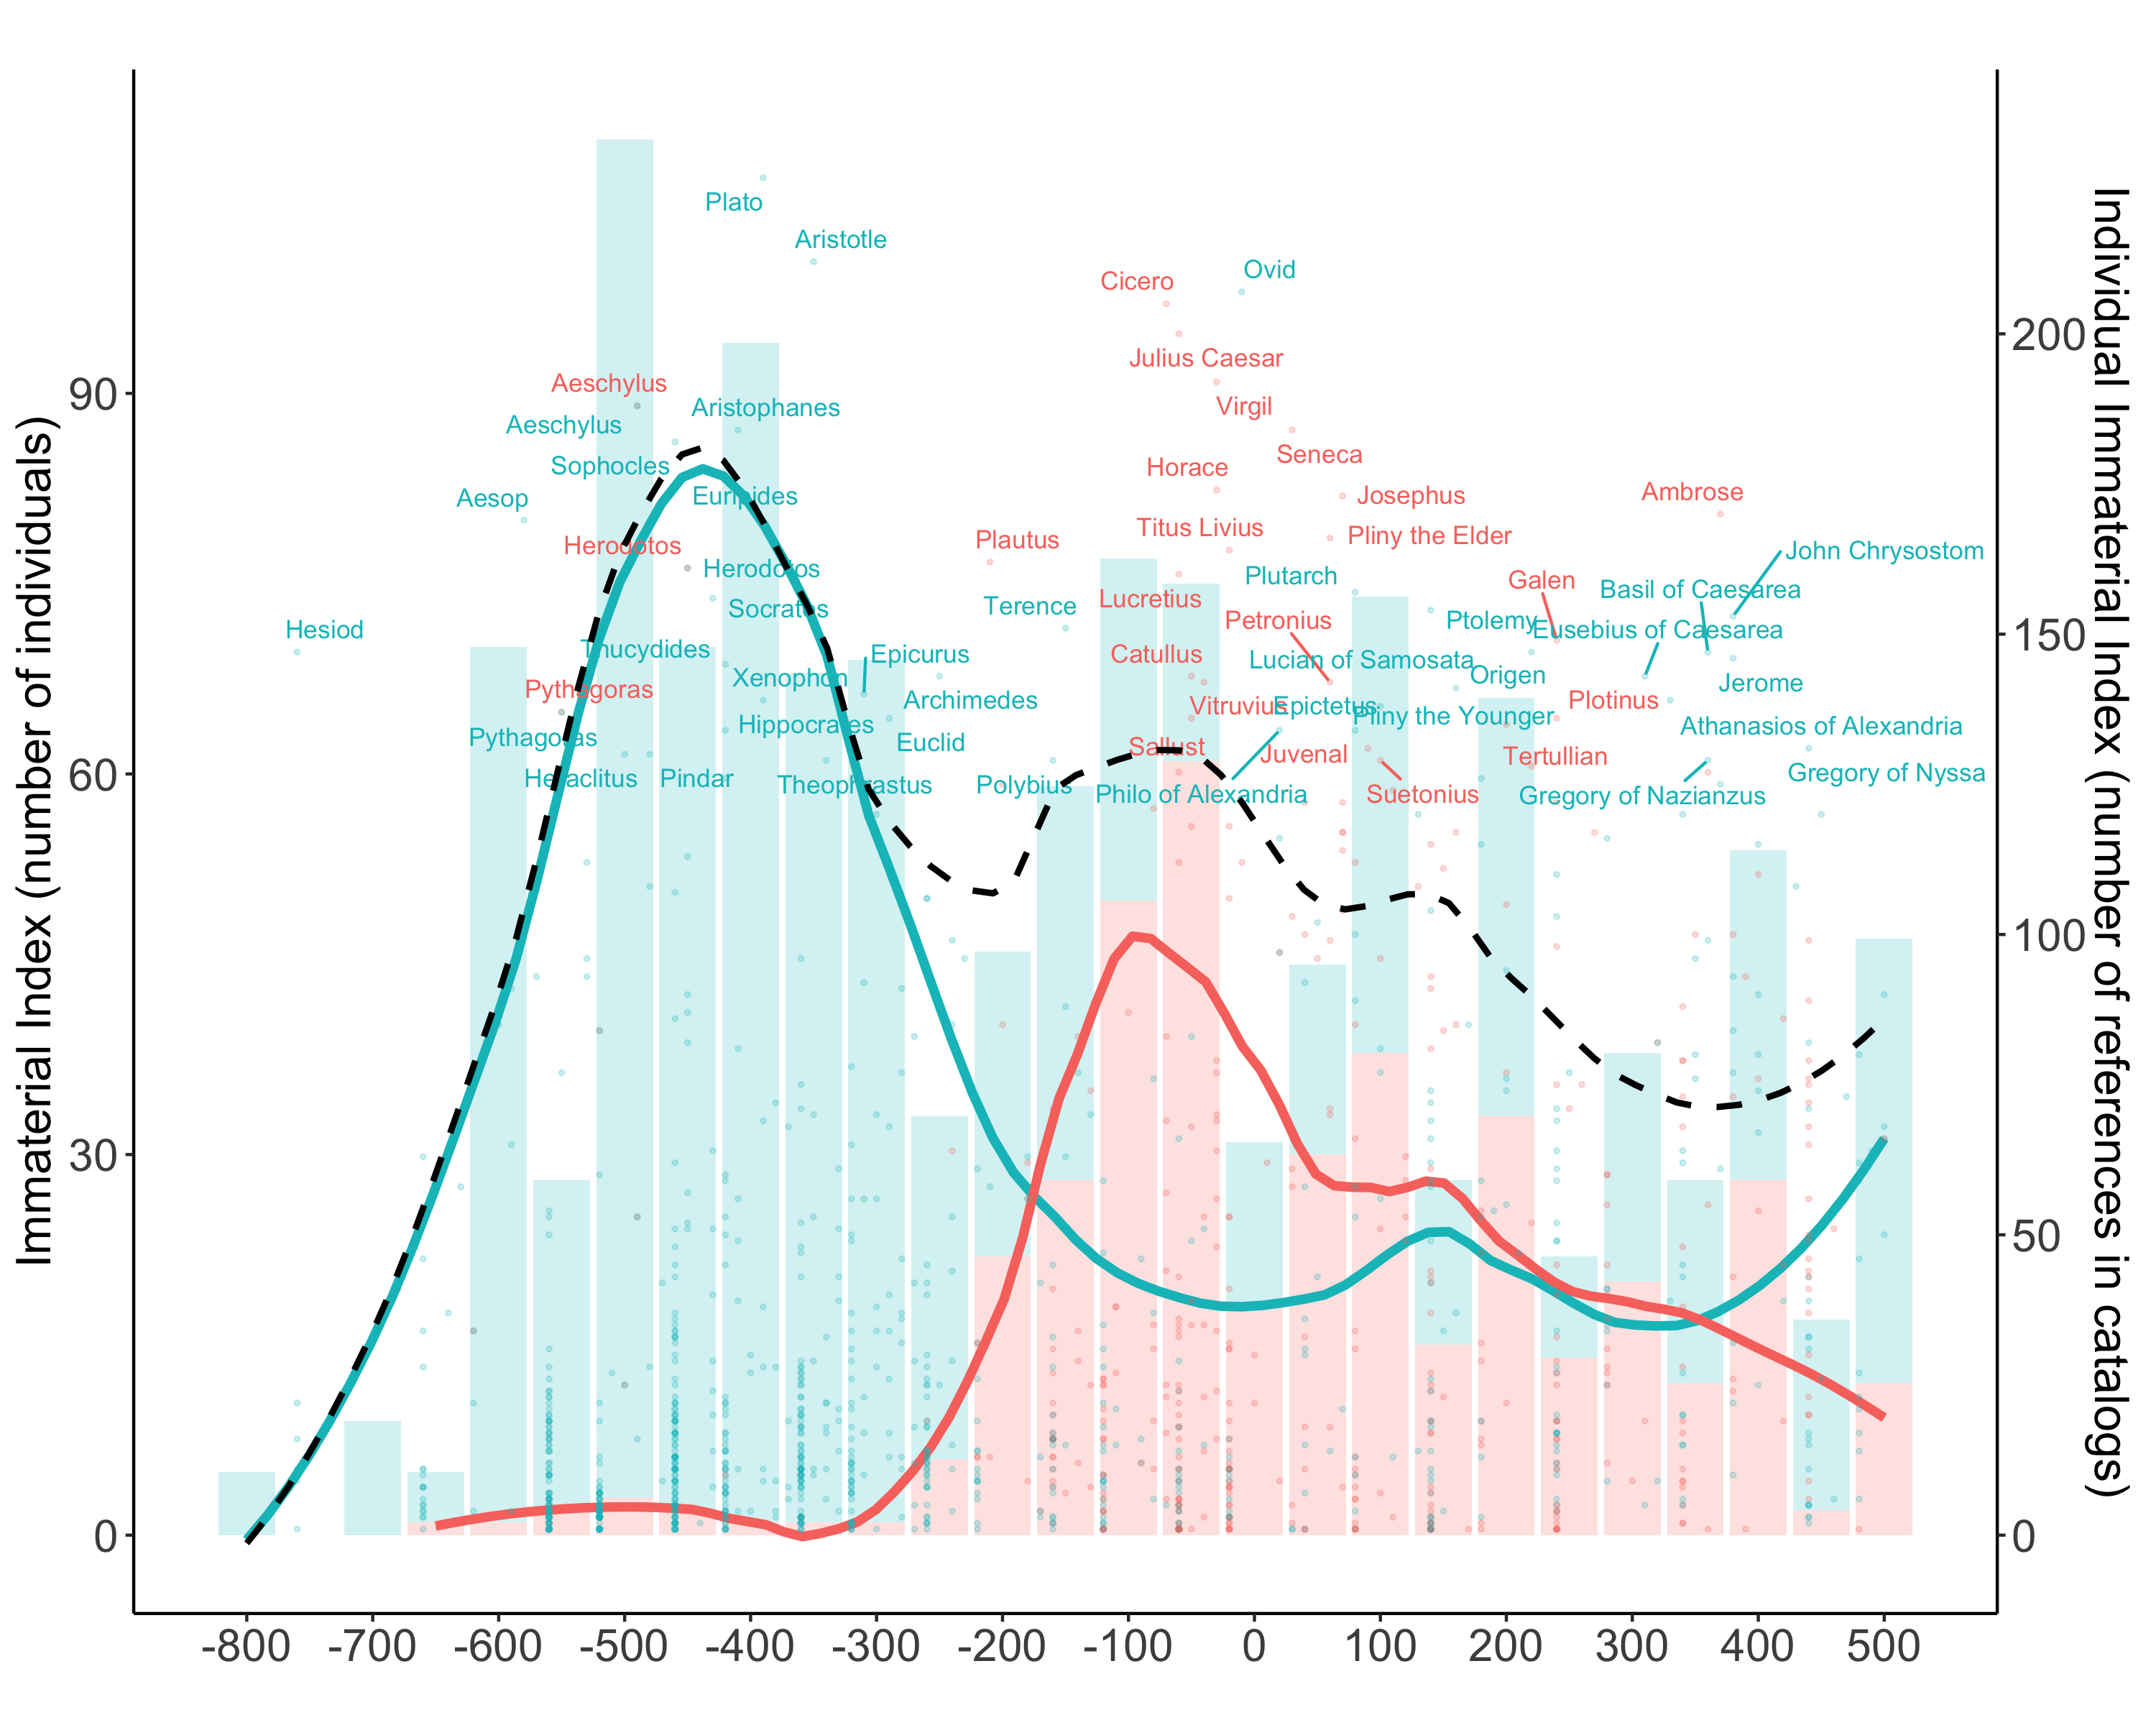 Immaterial Index (number of individuals)
Individual Immaterial Index (number of references in catalogs)
90
60
30
0
200
150
100
50
0
Plato
Aristotle
Ovid
Cicero
Julius Caesar
Aeschylus
Virgil
Aristophanes
Aeschylus
Seneca
Sophocles
Horace
Ambrose
Euripides
Josephus
Aesop
Titus Livius
Pliny the Elder
Plautus
Herodotos
John Chrysostom
Herodotos
Plutarch
Galen
Basil of Caesarea
Lucretius
Terence
Socrates
Petronius
Ptolemy
Hesiod
Eusebius of Caesarea
Thucydides
Epicurus
Catullus
Lucian of Samosata
Xenophon
Origen
Jerome
Pythagoras
Archimedes
Vitruvius
Epictetus
Plotinus
Pliny the Younger
Hippocrates
Athanasios of Alexandria
Pythagoras
Euclid
Sallust
Juvenal
Tertullian
Gregory of Nyssa
Heraclitus
Pindar
Theophrastus
Polybius
Philo of Alexandria
Suetonius
Gregory of Nazianzus
-800 -700 -600 -500 -400 -300 -200 -100 0 100 200 300 400 500